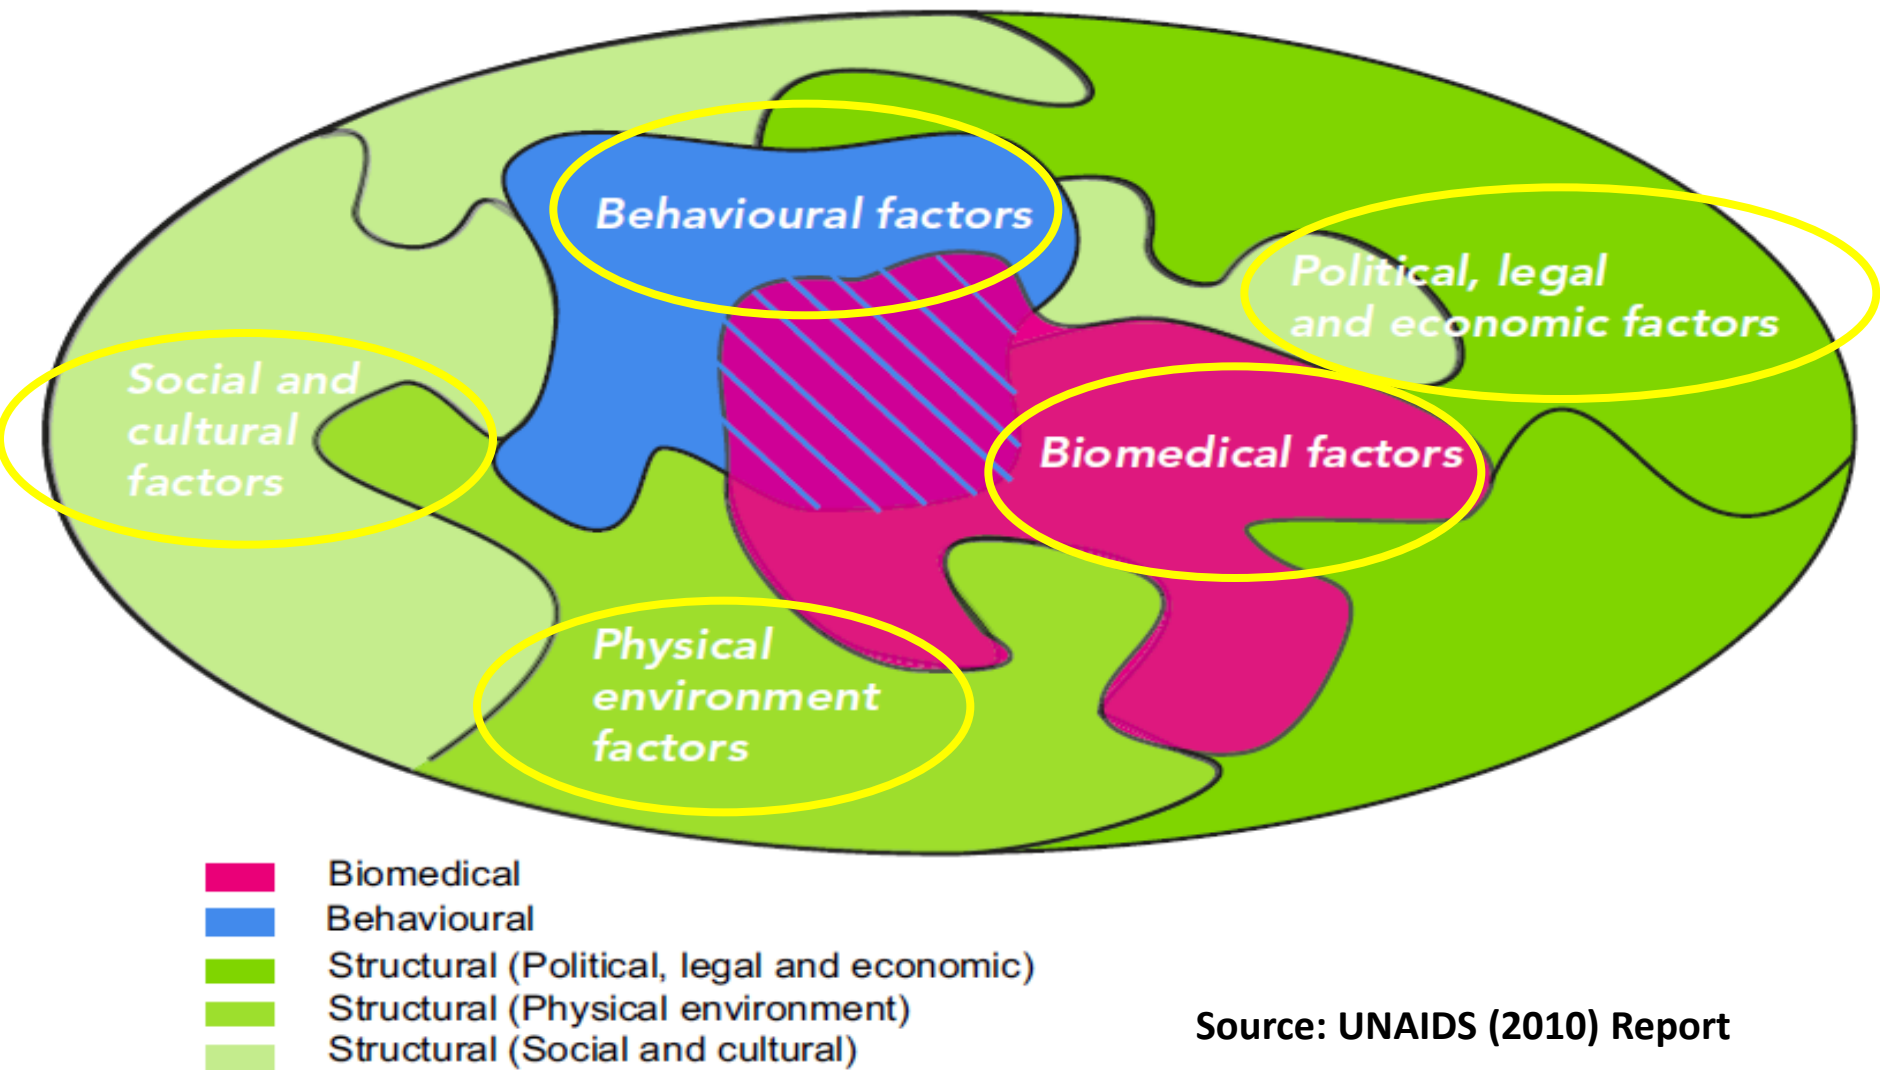 Behavioural factors
Political, legal
and economic factors
Social and
cultural
factors
Biomedical factors
Physical
environment
factors
Biomedical
Behavioural
Structural (Political, legal and economic)
Structural (Physical environment)
Structural (Social and cultural)
Source: UNAIDS (2010) Report